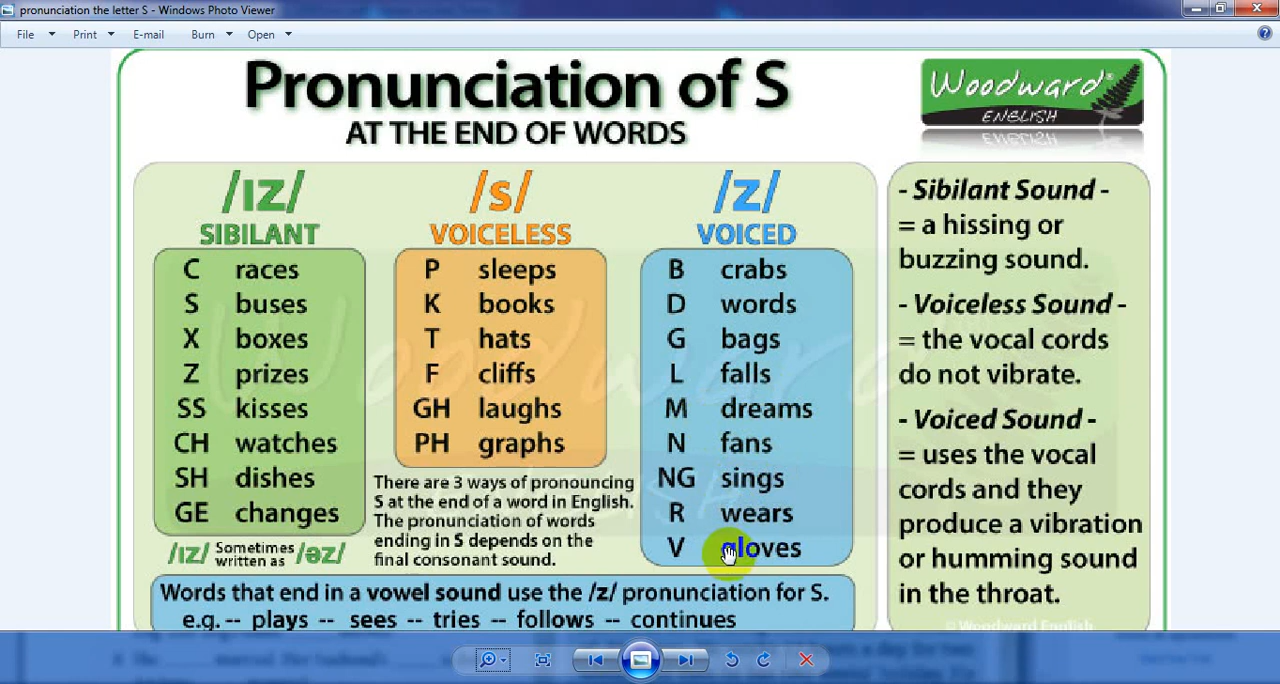 pronunciation the letter S - Windows Photo Viewer
File Print E-mail Burn Open
Pronunciation of S
AT THE END OF WORDS
Woodward®
ENGLISH
/ɪz/
SIBILANT
C races
S buses
X boxes
Z prizes
SS kisses
CH watches
SH dishes
GE changes
/ɪz/ Sometimes written as /əz/
/s/
VOICELESS
P sleeps
K books
T hats
F cliffs
GH laughs
PH graphs
There are 3 ways of pronouncing
S at the end of a word in English.
The pronunciation of words
ending in S depends on the
final consonant sound.
/z/
VOICED
B crabs
D words
G bags
L falls
M dreams
N fans
NG sings
R wears
V gloves
Words that end in a vowel sound use the /z/ pronunciation for S.
e.g. -- plays -- sees -- tries -- follows -- continues
- Sibilant Sound -
= a hissing or
buzzing sound.
- Voiceless Sound -
= the vocal cords
do not vibrate.
- Voiced Sound -
= uses the vocal
cords and they
produce a vibration
or humming sound
in the throat.
© Woodward English